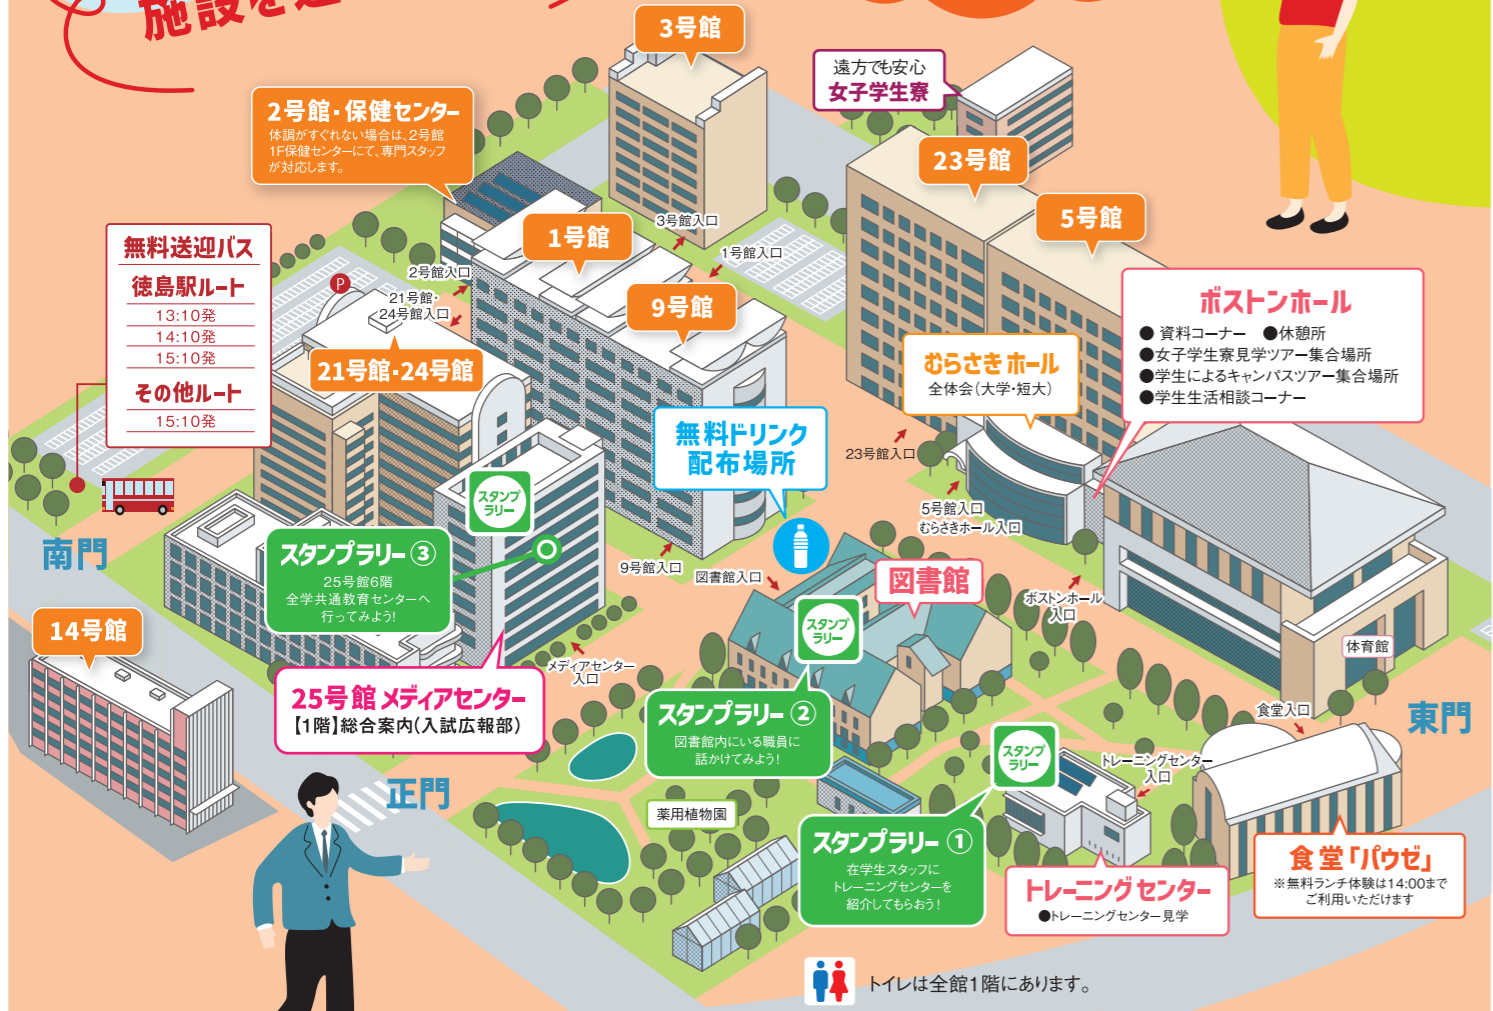 施設を
3号館
遠方でも安心
女子学生寮
2号館・保健センター
体調がすぐれない場合は、2号館
1F保健センターにて、専門スタッフ
が対応します。
23号館
5号館
1号館
3号館入口
1号館入口
9号館
2号館入口
21号館・
24号館入口
P
21号館・24号館
無料送迎バス
徳島駅ルート
13:10発
14:10発
15:10発
その他ルート
15:10発
ボストンホール
● 資料コーナー ●休憩所
●女子学生寮見学ツアー集合場所
●学生によるキャンパスツアー集合場所
●学生生活相談コーナー
むらさきホール
全体会（大学・短大）
無料ドリンク
配布場所
23号館入口
5号館入口
むらさきホール入口
スタンプ
ラリー
南門
スタンプラリー③
25号館6階
全学共通教育センターへ
行ってみよう!
9号館入口
図書館入口
図書館
ボストンホール
入口
体育館
14号館
スタンプ
ラリー
メディアセンター
入口
25号館 メディアセンター
【1階】総合案内（入試広報部）
スタンプラリー②
図書館内にいる職員に
話かけてみよう!
食堂入口
東門
スタンプ
ラリー
トレーニングセンター
入口
正門
薬用植物園
スタンプラリー①
在学生スタッフに
トレーニングセンターを
紹介してもらおう!
トレーニングセンター
●トレーニングセンター見学
食堂「パウゼ」
※無料ランチ体験は14:00まで
ご利用いただけます
トイレは全館1階にあります。